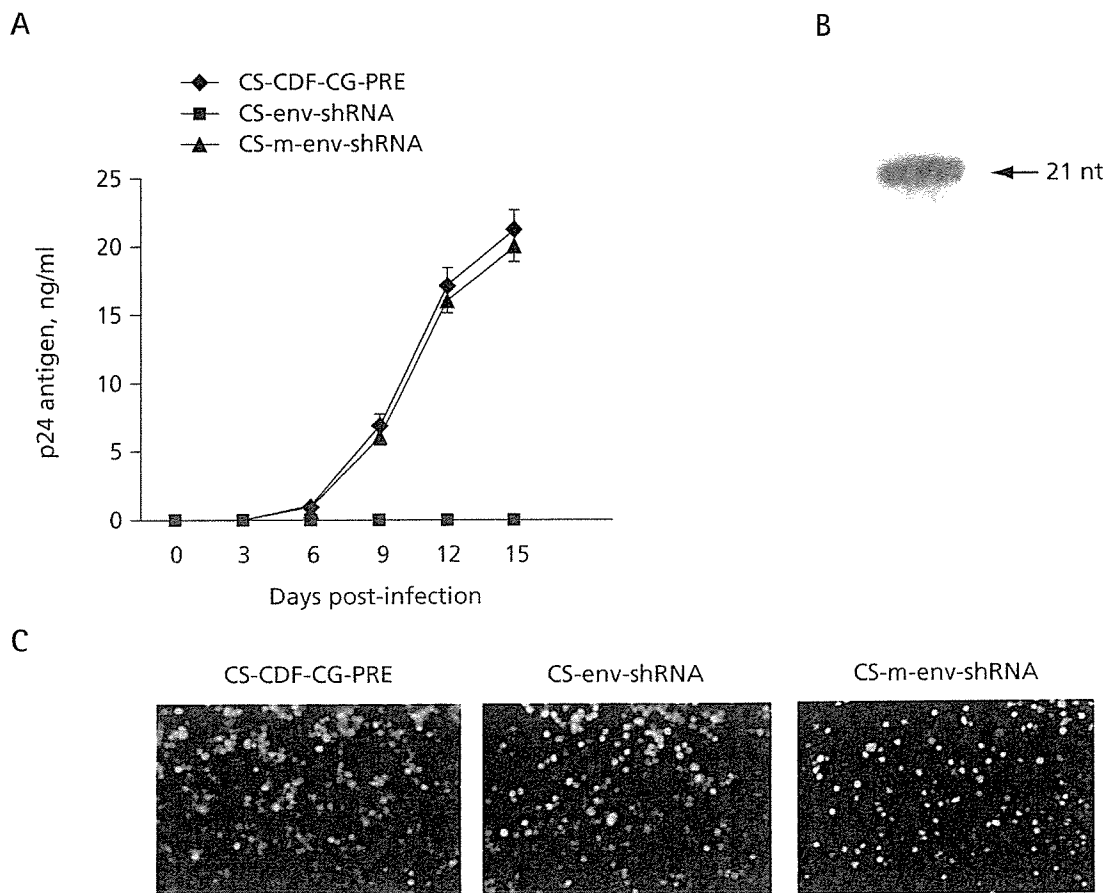 A
B
CS-CDF-CG-PRE
CS-env-shRNA
CS-m-env-shRNA
25
20
15
10
5
0
p24 antigen, ng/ml
0 3 6 9 12 15
Days post-infection
21 nt
C
CS-CDF-CG-PRE CS-env-shRNA CS-m-env-shRNA